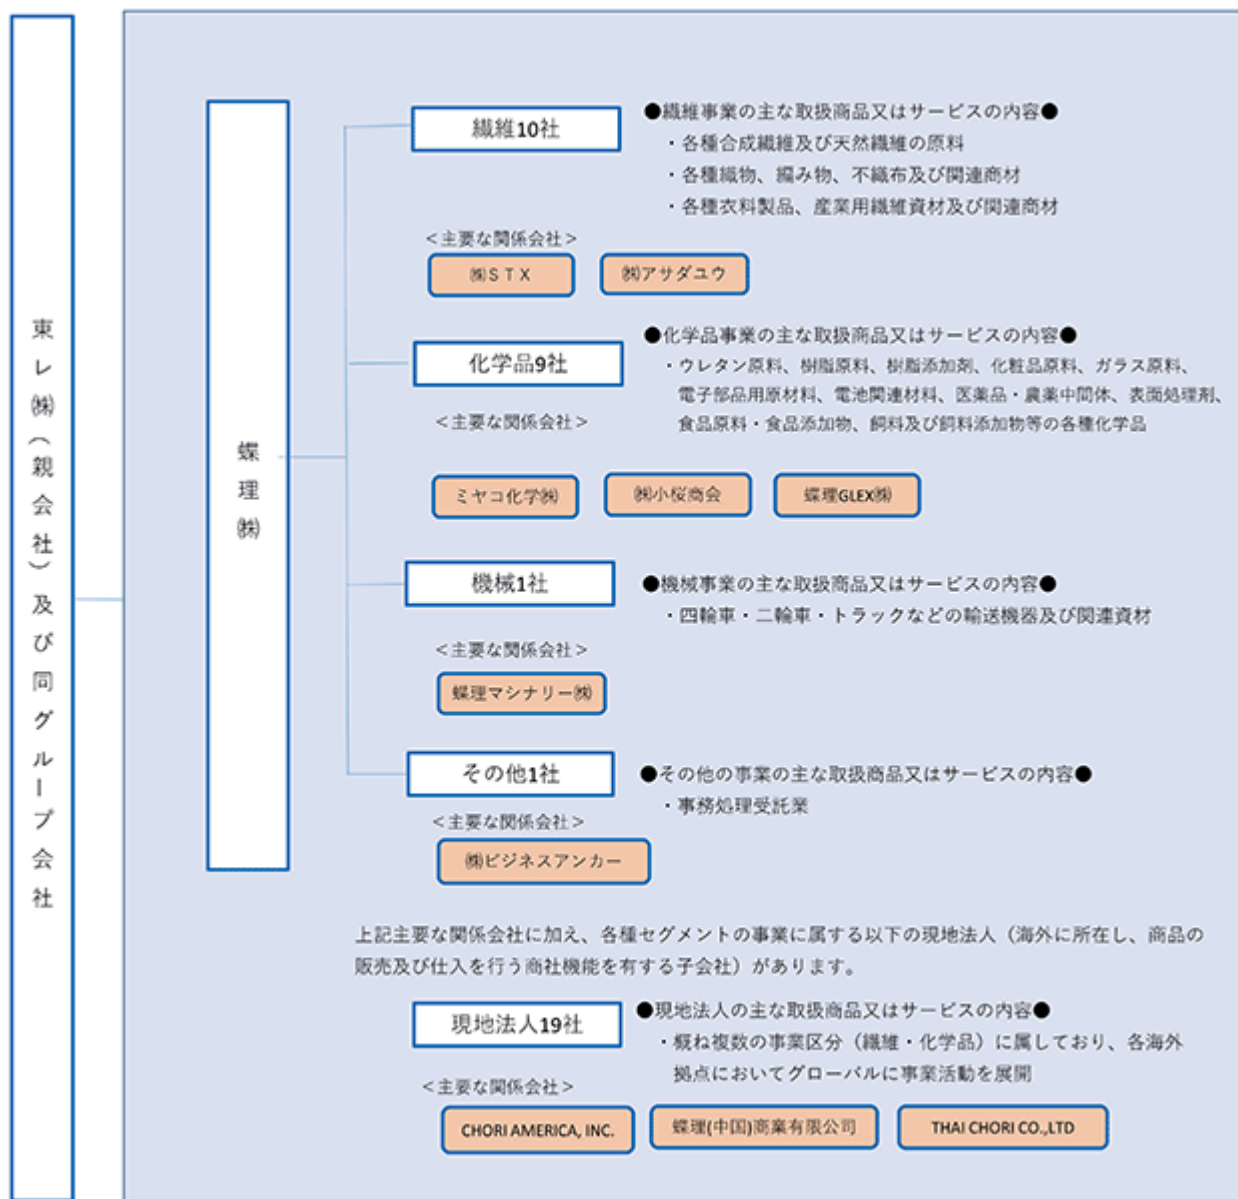 東レ㈱(親会社)及び同グループ会社
蝶理㈱
繊維10社
●繊維事業の主な取扱商品又はサービスの内容●
・各種合成繊維及び天然繊維の原料
・各種織物、編み物、不織布及び関連商材
・各種衣料製品、産業用繊維資材及び関連商材
<主要な関係会社>
㈱STX
㈱アサダユウ
化学品9社
●化学品事業の主な取扱商品又はサービスの内容●
・ウレタン原料、樹脂原料、樹脂添加剤、化粧品原料、ガラス原料、
電子部品用原材料、電池関連材料、医薬品・農薬中間体、表面処理剤、
食品原料・食品添加物、飼料及び飼料添加物等の各種化学品
<主要な関係会社>
ミヤコ化学㈱
㈱小桜商会
蝶理GLEX㈱
機械1社
●機械事業の主な取扱商品又はサービスの内容●
・四輪車・二輪車・トラックなどの輸送機器及び関連資材
<主要な関係会社>
蝶理マシナリー㈱
その他1社
●その他の事業の主な取扱商品又はサービスの内容●
・事務処理受託業
<主要な関係会社>
㈱ビジネスアンカー
上記主要な関係会社に加え、各種セグメントの事業に属する以下の現地法人(海外に所在し、商品の
販売及び仕入を行う商社機能を有する子会社)があります。
現地法人19社
●現地法人の主な取扱商品又はサービスの内容●
・概ね複数の事業区分(繊維・化学品)に属しており、各海外
拠点においてグローバルに事業活動を展開
<主要な関係会社>
CHORI AMERICA, INC.
蝶理(中国)商業有限公司
THAI CHORI CO.,LTD